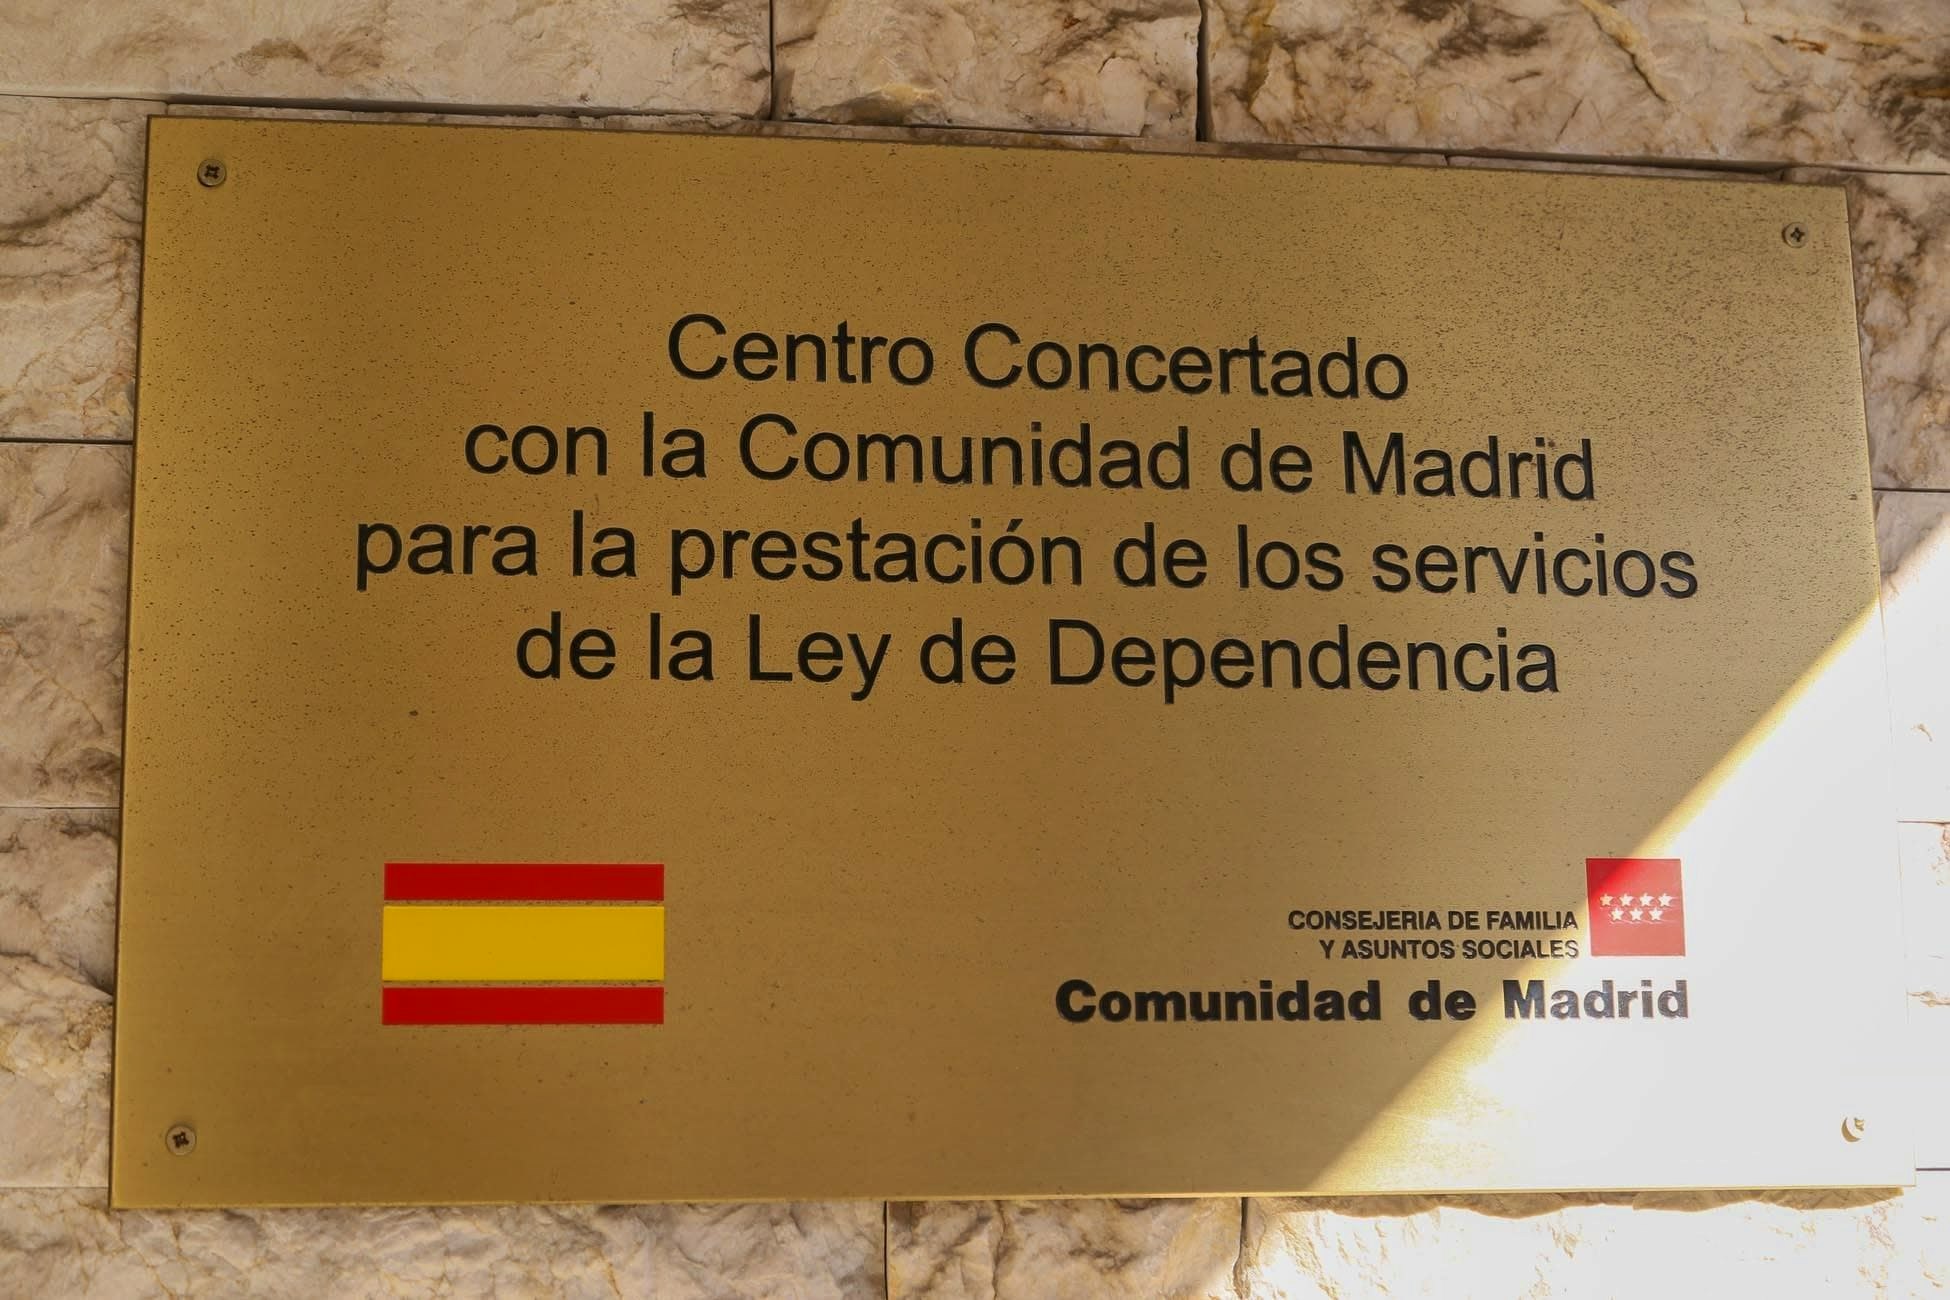 Centro Concertado
con la Comunidad de Madrid
para la prestación de los servicios
de la Ley de Dependencia
CONSEJERIA DE FAMILIA
Y ASUNTOS SOCIALES
Comunidad de Madrid